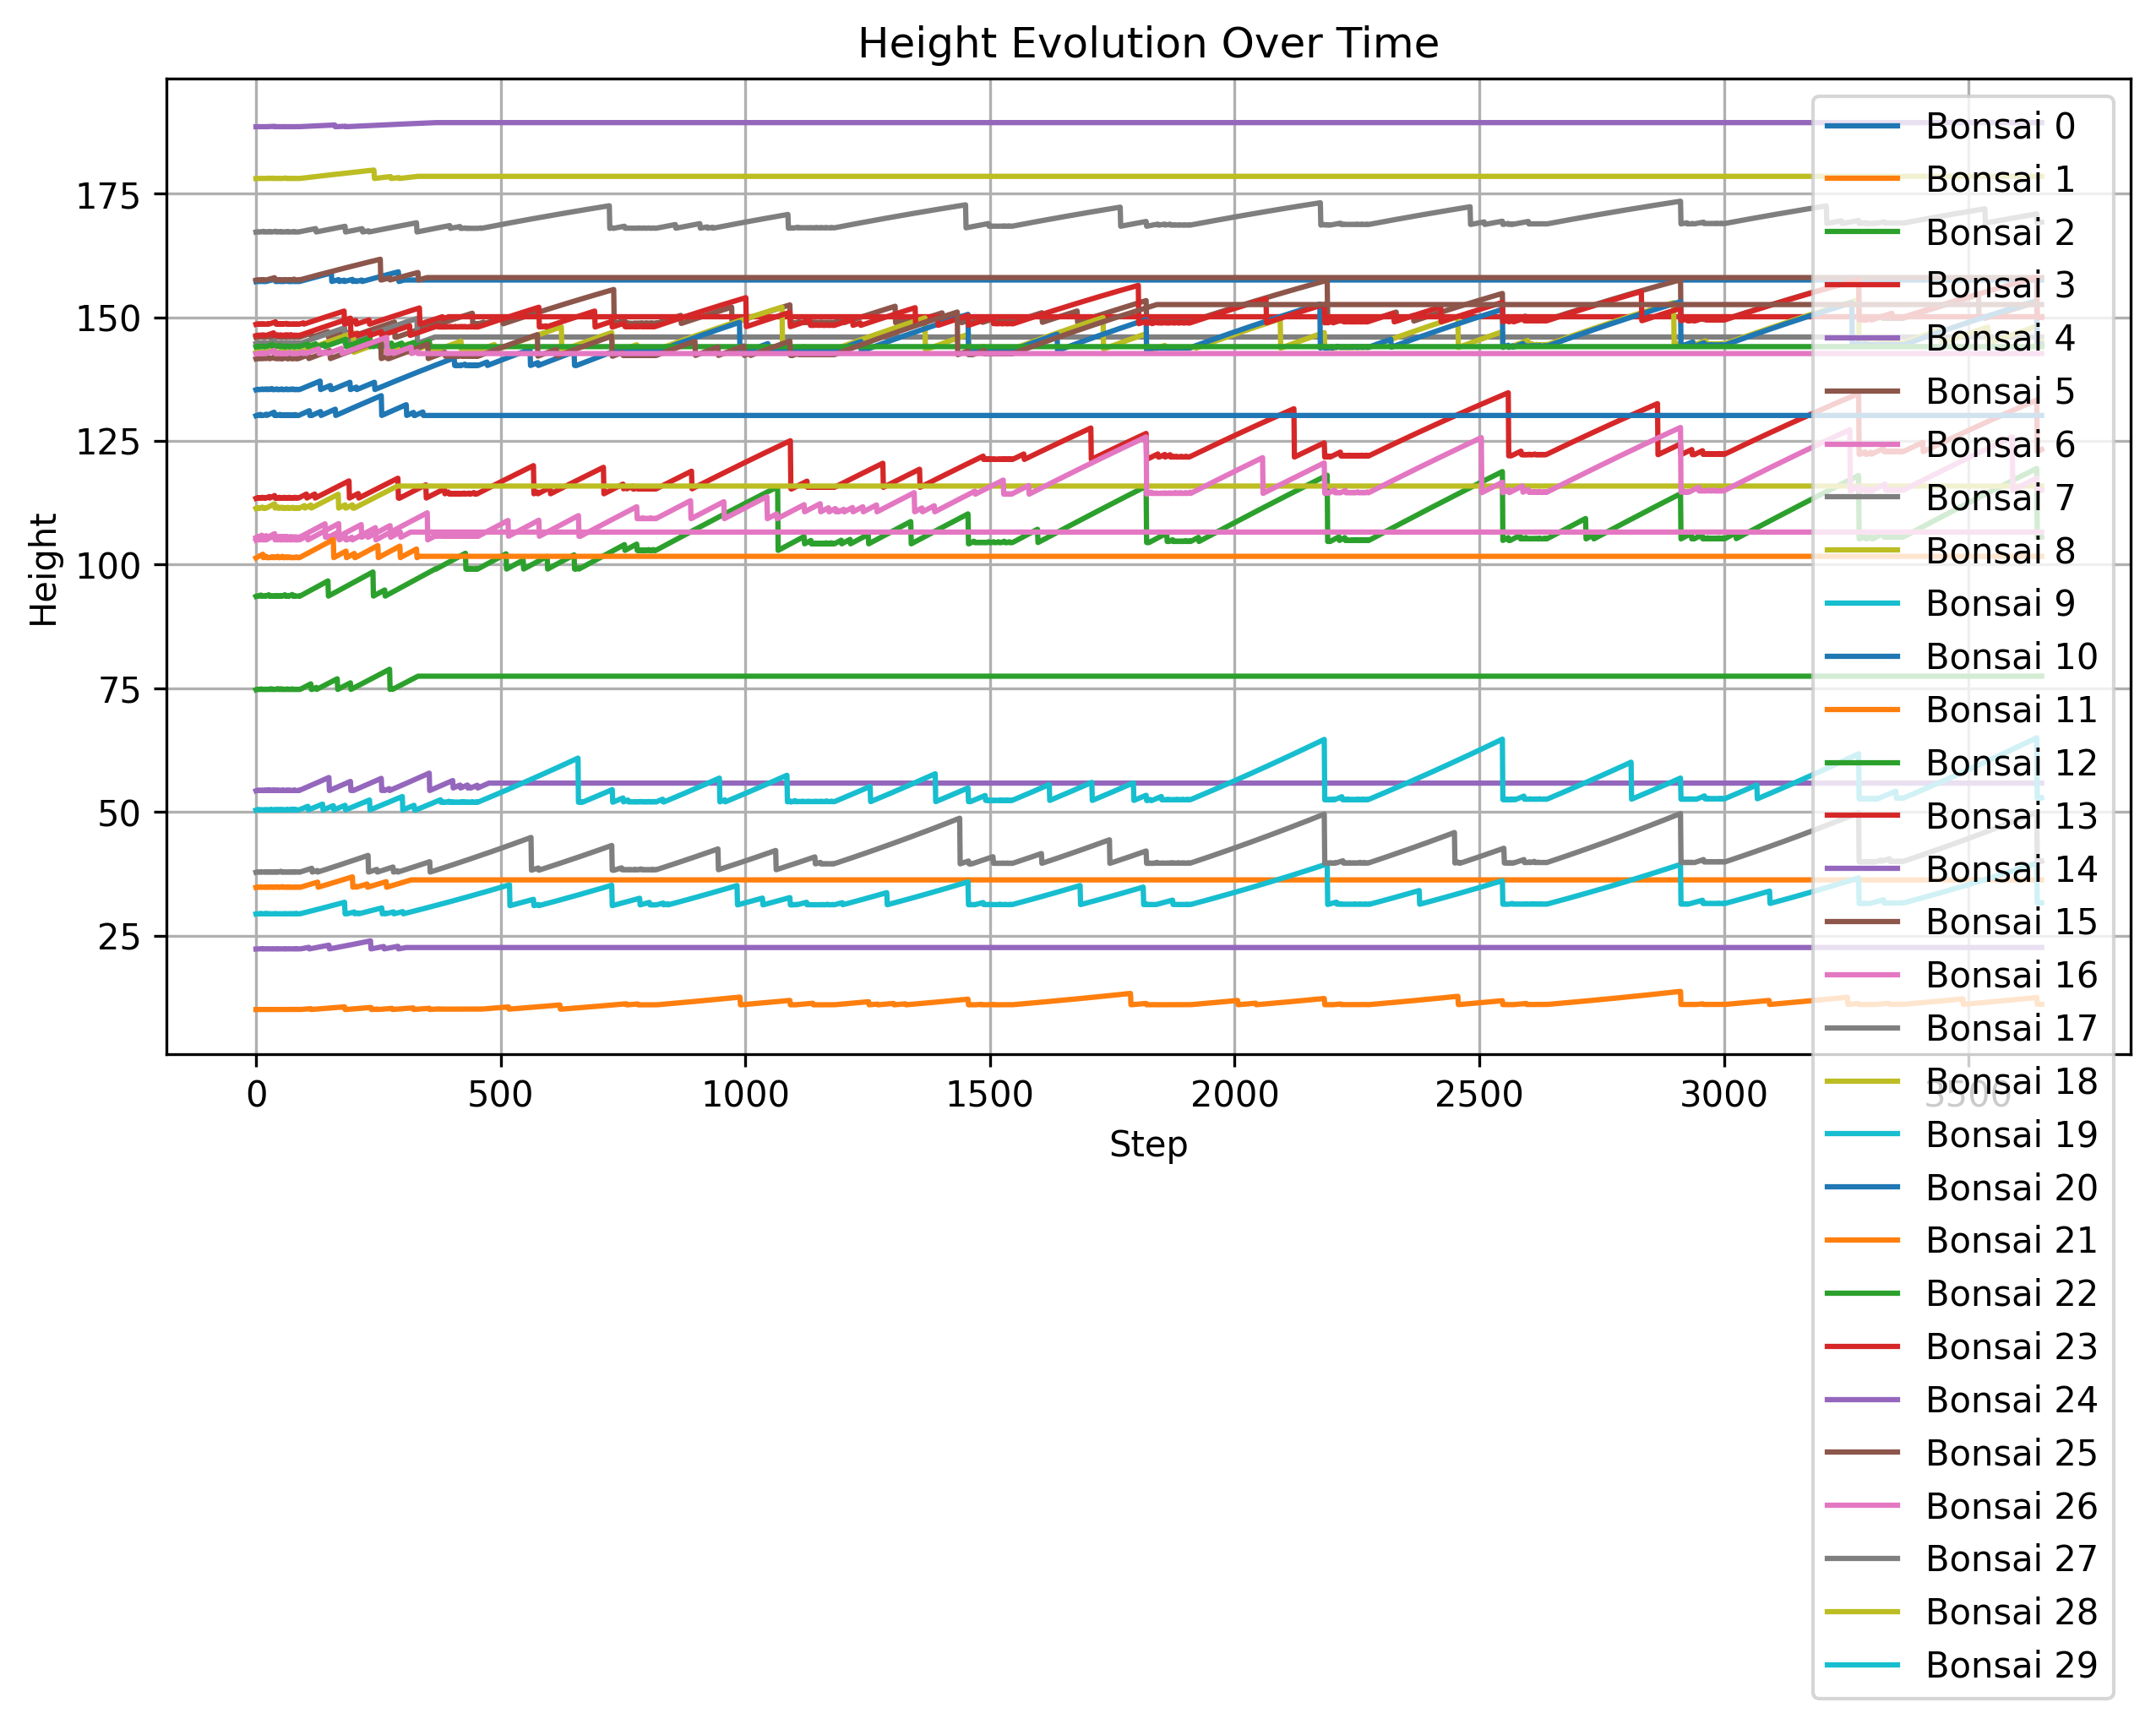 Height Evolution Over Time
Height
175
150
125
100
75
50
25
0 500 1000 1500 2000 2500 3000 3500
Step
Bonsai 0
Bonsai 1
Bonsai 2
Bonsai 3
Bonsai 4
Bonsai 5
Bonsai 6
Bonsai 7
Bonsai 8
Bonsai 9
Bonsai 10
Bonsai 11
Bonsai 12
Bonsai 13
Bonsai 14
Bonsai 15
Bonsai 16
Bonsai 17
Bonsai 18
Bonsai 19
Bonsai 20
Bonsai 21
Bonsai 22
Bonsai 23
Bonsai 24
Bonsai 25
Bonsai 26
Bonsai 27
Bonsai 28
Bonsai 29